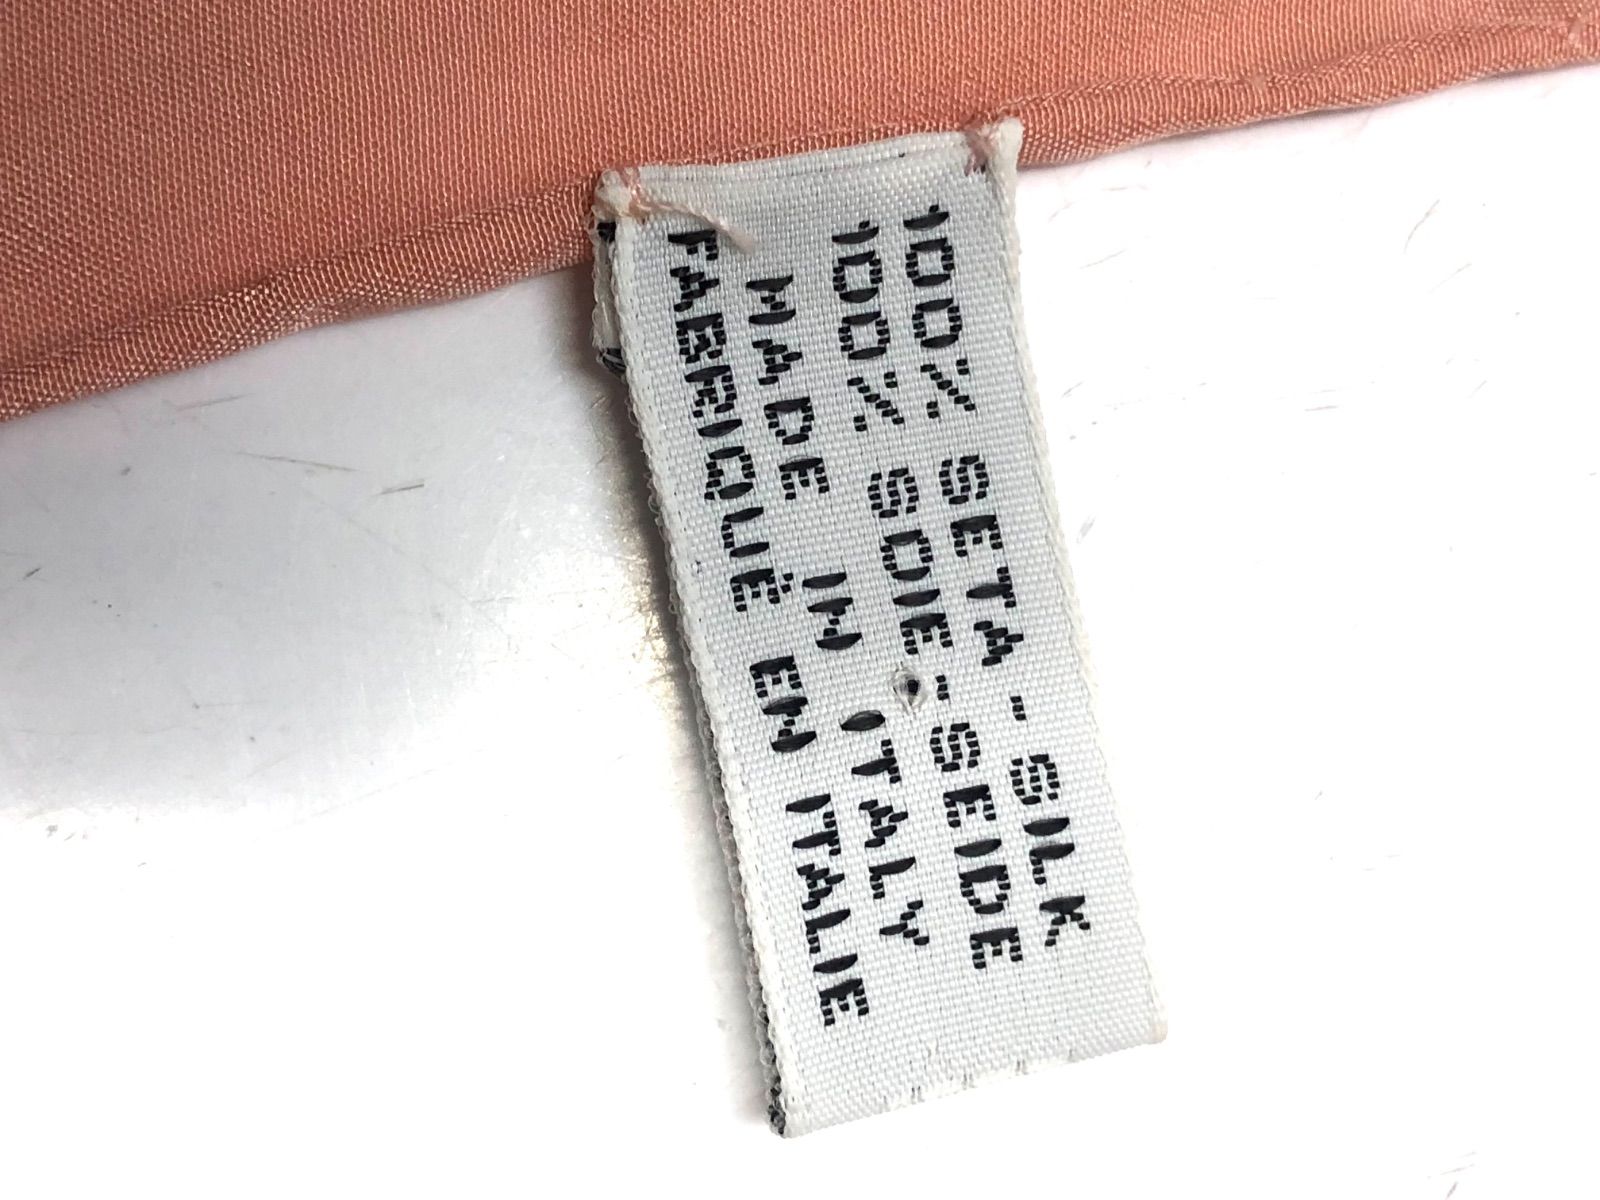 100% SETA - SILK
100% SOIE-SEIDE
MADE IN ITALY
FABRIQUÉ EN ITALIE